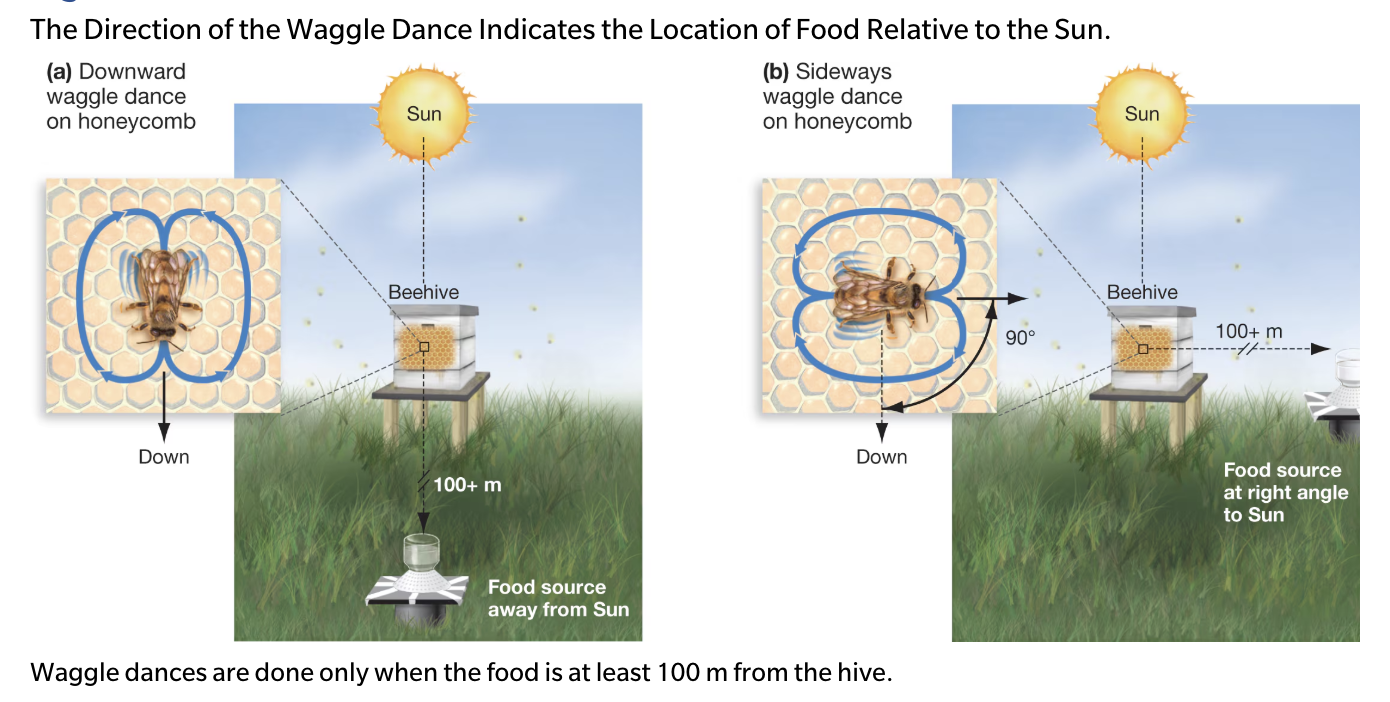 The Direction of the Waggle Dance Indicates the Location of Food Relative to the Sun.
(a) Downward
waggle dance
on honeycomb
Sun
Beehive
Down
100+ m
Food source
away from Sun
(b) Sideways
waggle dance
on honeycomb
Sun
Beehive
90°
100+ m
Down
Food source
at right angle
to Sun
Waggle dances are done only when the food is at least 100 m from the hive.